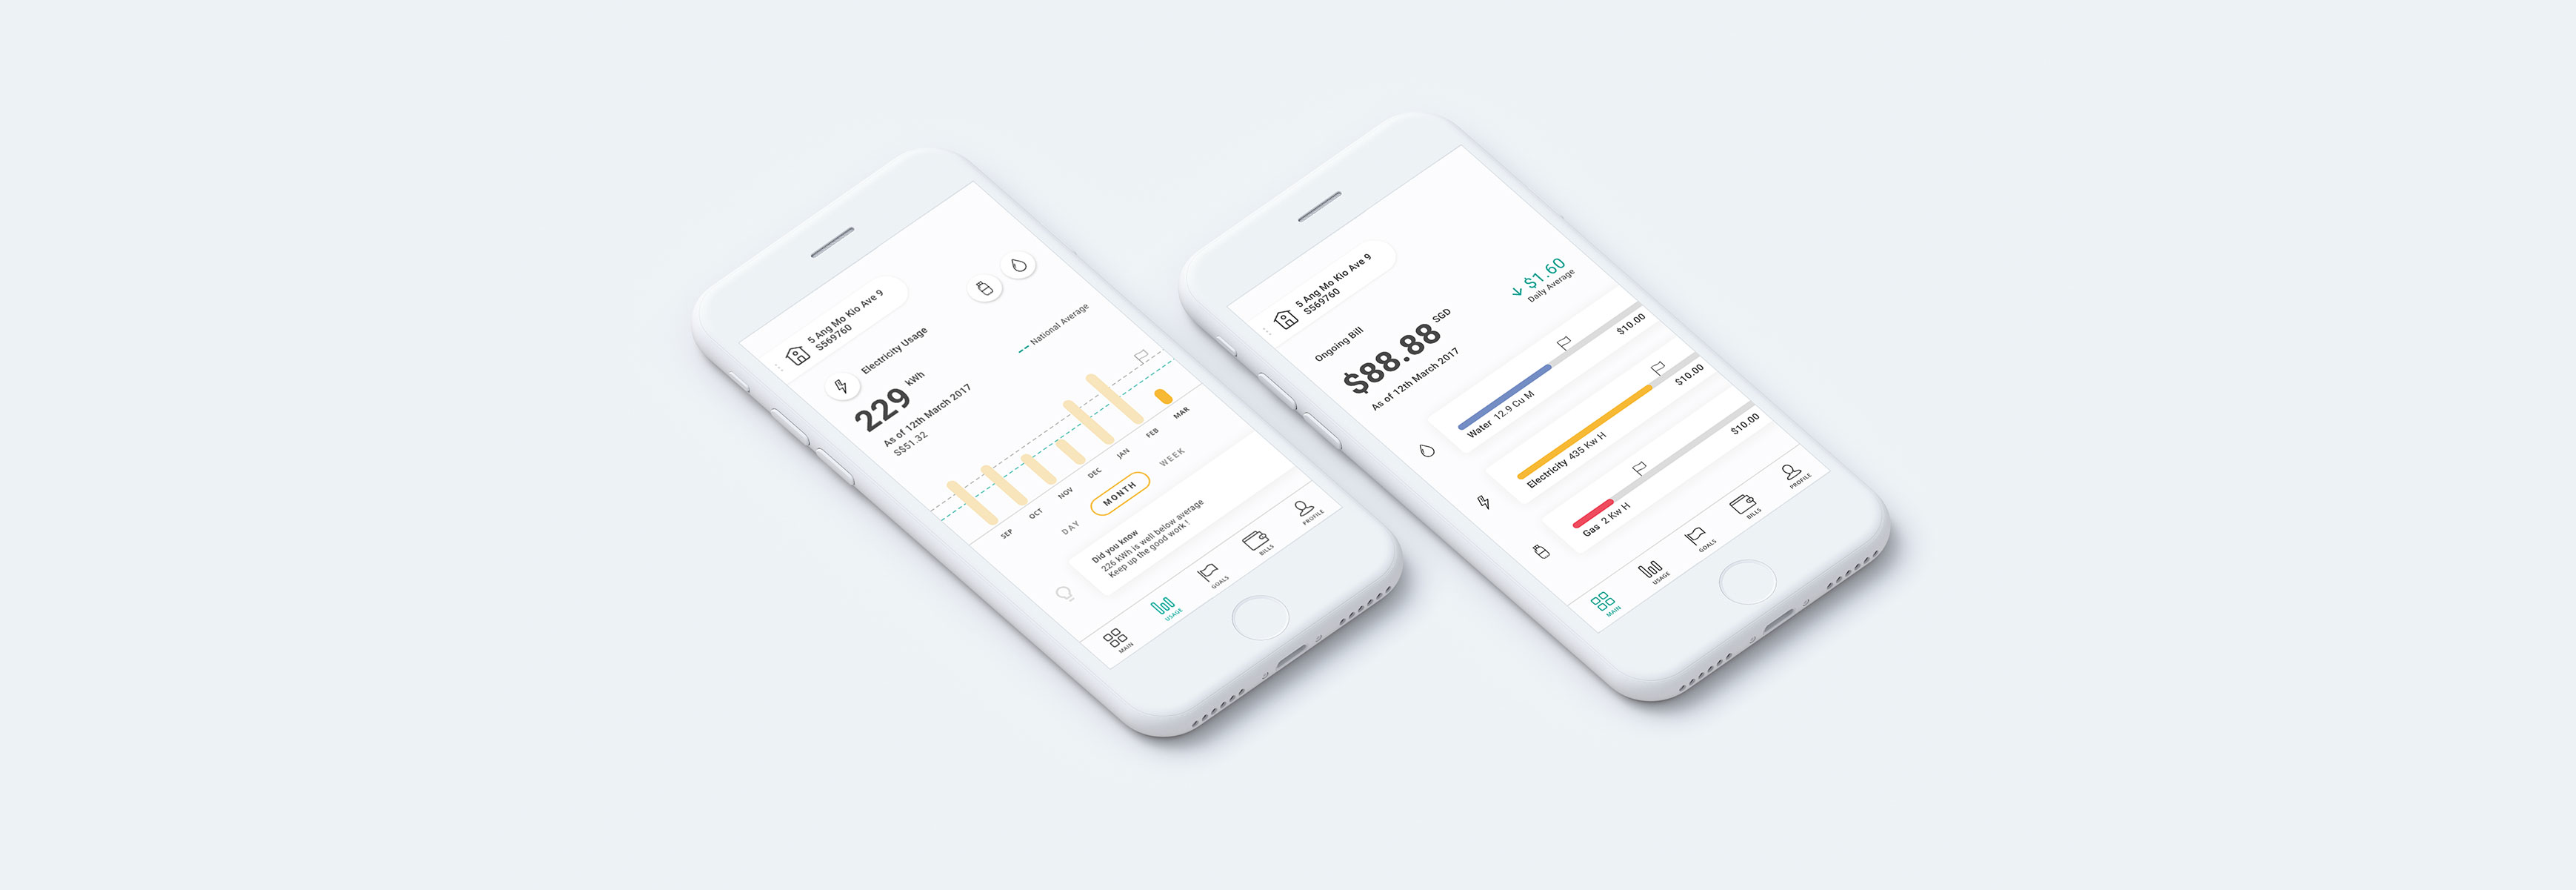 5 Ang Mo Kio Ave 9
S569760
Electricity Usage
229 kWh
As of 12th March 2017
S$51.32
National Average
SEP OCT NOV DEC JAN FEB MAR
DAY MONTH WEEK
Did you know
226 kWh is well below average
Keep up the good work !
MAIN USAGE GOALS BILLS PROFILE
5 Ang Mo Kio Ave 9
S569760
Ongoing Bill
$88.88 SGD
As of 12th March 2017
$1.60
Daily Average
Water 12.9 Cu M $10.00
Electricity 435 Kw H $10.00
Gas 2 Kw H $10.00
MAIN USAGE GOALS BILLS PROFILE